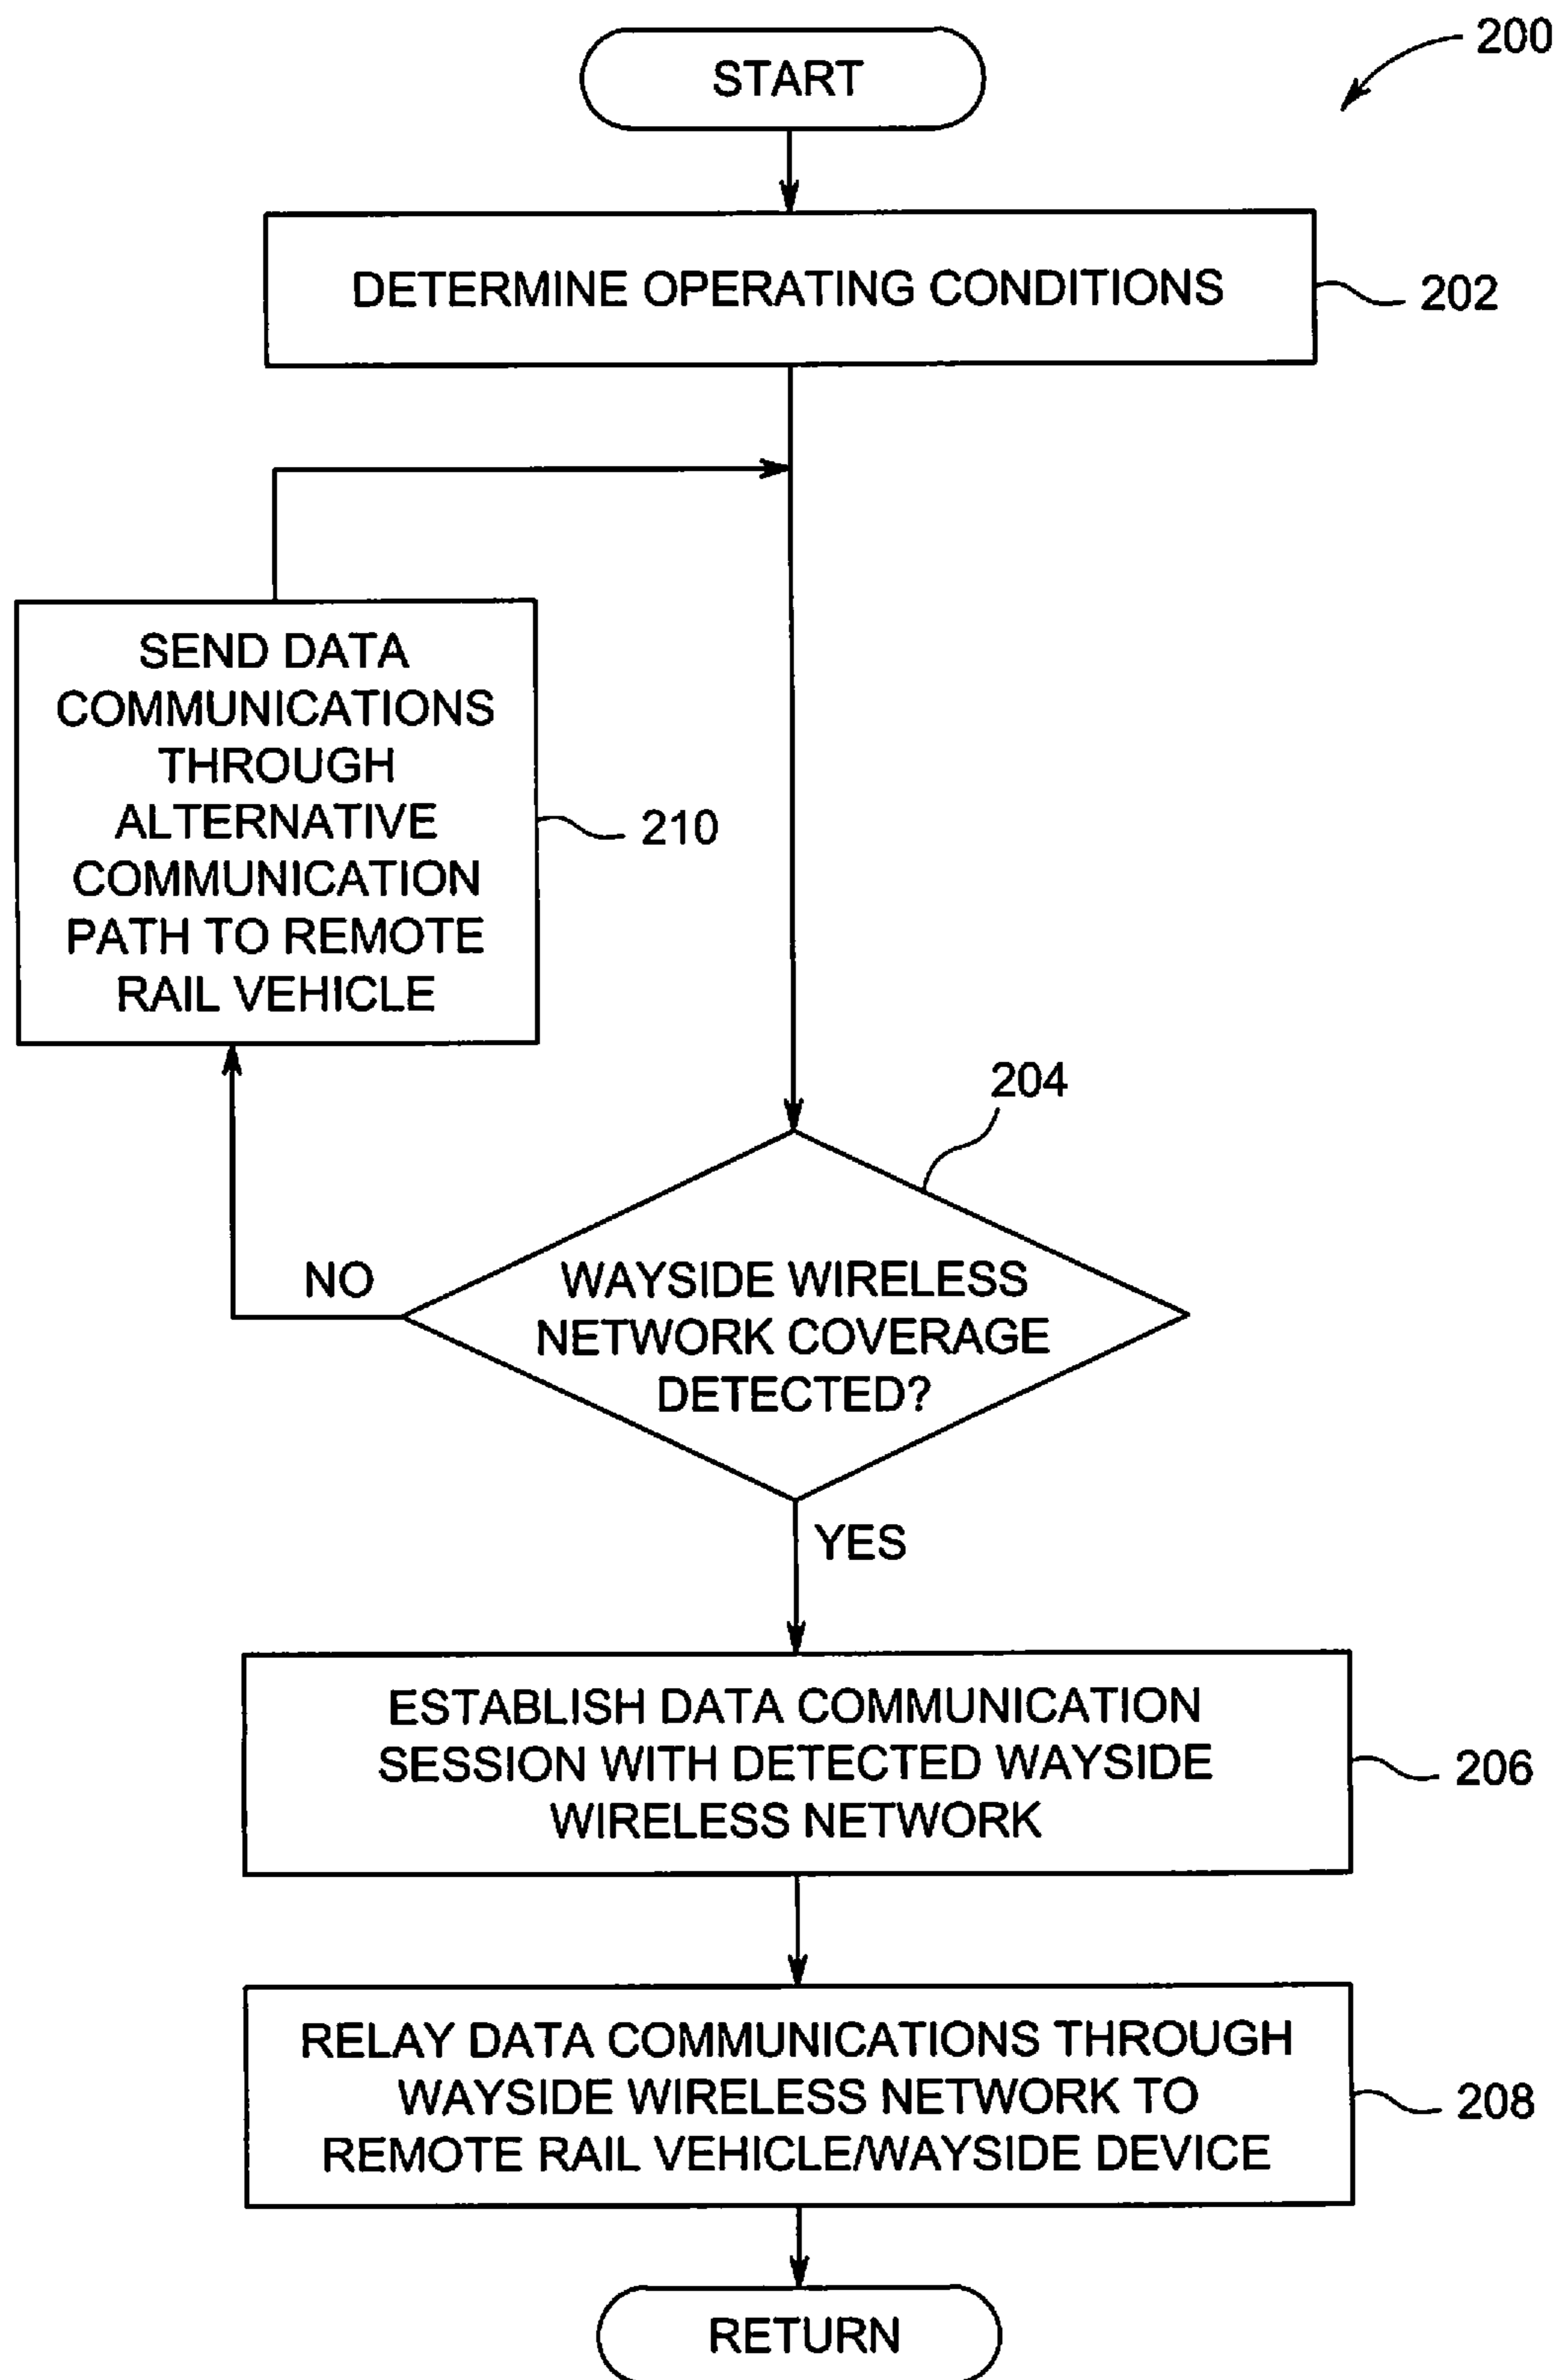 200
START
DETERMINE OPERATING CONDITIONS
202
SEND DATA
COMMUNICATIONS
THROUGH
ALTERNATIVE
COMMUNICATION
PATH TO REMOTE
RAIL VEHICLE
210
204
NO
WAYSIDE WIRELESS
NETWORK COVERAGE
DETECTED?
YES
ESTABLISH DATA COMMUNICATION
SESSION WITH DETECTED WAYSIDE
WIRELESS NETWORK
206
RELAY DATA COMMUNICATIONS THROUGH
WAYSIDE WIRELESS NETWORK TO
REMOTE RAIL VEHICLE/WAYSIDE DEVICE
208
RETURN